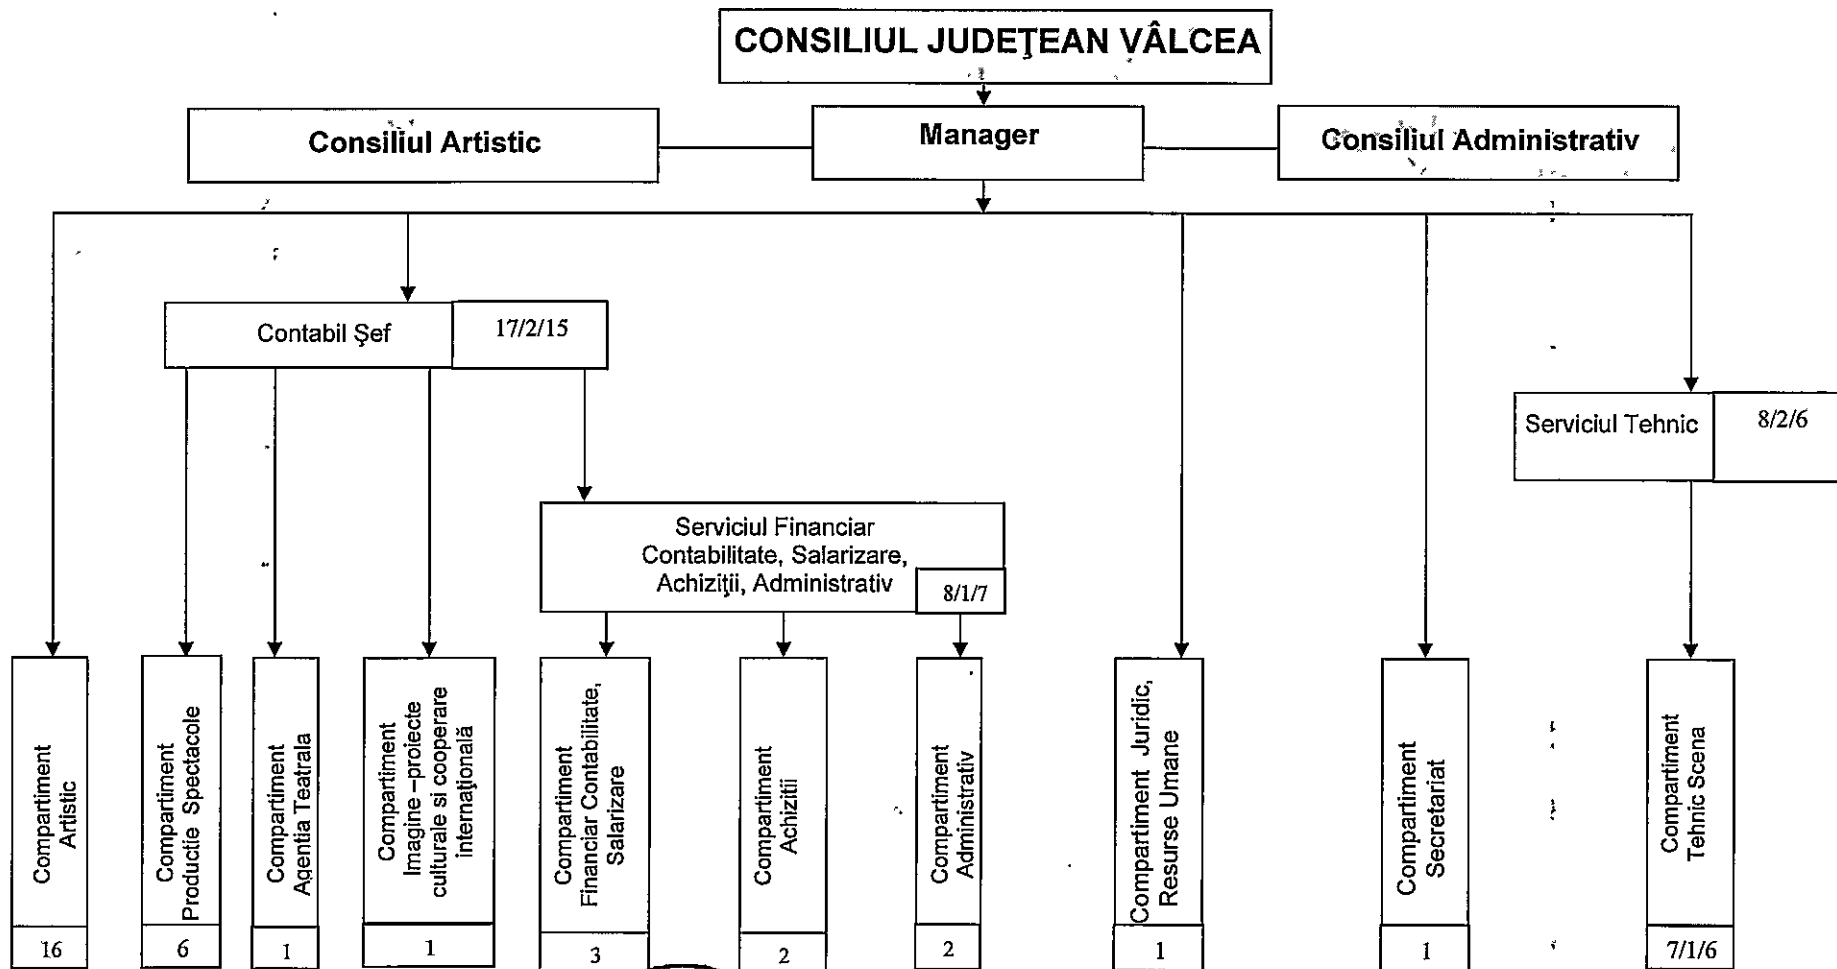 CONSILIUL JUDEŢEAN VÂLCEA
Consiliul Artistic
Manager
Consiliul Administrativ
Contabil Şef
17/2/15
Serviciul Tehnic
8/2/6
Serviciul Financiar
Contabilitate, Salarizare,
Achiziţii, Administrativ
8/1/7
Compartiment
Artistic
16
Compartiment
Productie Spectacole
6
Compartiment
Agentia Teatrala
1
Compartiment
Imagine –proiecte
culturale si cooperare
internaţională
1
Compartiment
Financiar Contabilitate,
Salarizare
3
Compartiment
Achizitii
2
Compartiment
Administrativ
2
Compartiment Juridic,
Resurse Umane
1
Compartiment
Secretariat
1
Compartiment
Tehnic Scena
7/1/6